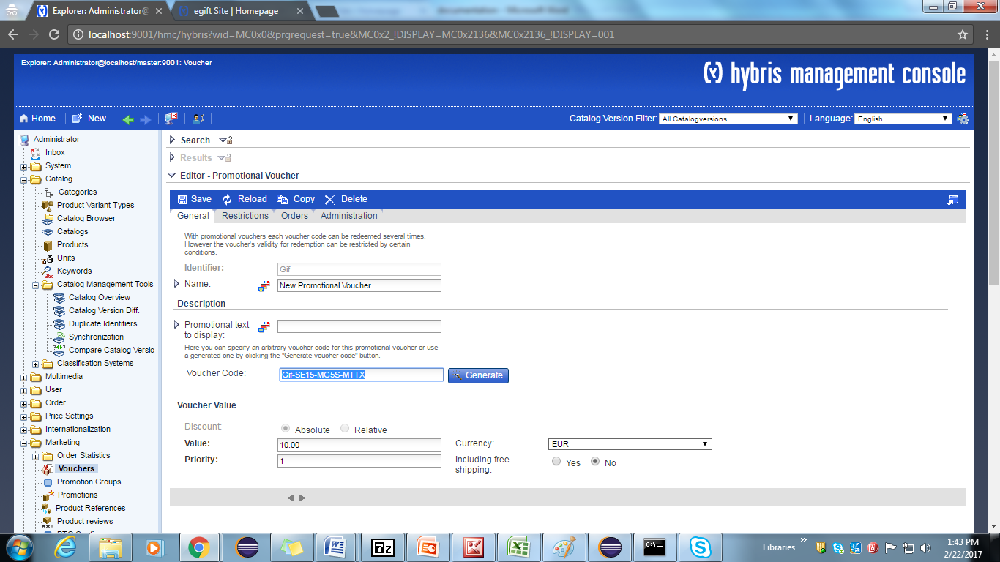 Explorer: Administrator@
egift Site | Homepage
localhost:9001/hmc/hybris?wid=MC0x0&prgrequest=true&MC0x2_!DISPLAY=MC0x2136&MC0x2136_!DISPLAY=001
Explorer: Administrator@localhost/master:9001: Voucher
(y) hybris management console
Home New Catalog Version Filter: All Catalogversions Language: English
Administrator
Inbox
System
Catalog
Categories
Product Variant Types
Catalog Browser
Catalogs
Products
Units
Keywords
Catalog Management Tools
Catalog Overview
Catalog Version Diff.
Duplicate Identifiers
Synchronization
Compare Catalog Versic
Classification Systems
Multimedia
User
Order
Price Settings
Internationalization
Marketing
Order Statistics
Vouchers
Promotion Groups
Promotions
Product References
Product reviews
Search
Results
Editor - Promotional Voucher
Save Reload Copy Delete
General Restrictions Orders Administration
With promotional vouchers each voucher code can be redeemed several times.
However the voucher's validity for redemption can be restricted by certain
conditions.
Identifier: Gif
Name: New Promotional Voucher
Description
Promotional text
to display:
Here you can specify an arbitrary voucher code for this promotional voucher or use
a generated one by clicking the "Generate voucher code" button.
Voucher Code: Gif-SE15-MG5S-MTTX Generate
Voucher Value
Discount: Absolute Relative
Value: 10.00 Currency: EUR
Priority: 1 Including free
shipping: Yes No
7z
C:\_
Libraries
1:43 PM
2/22/2017